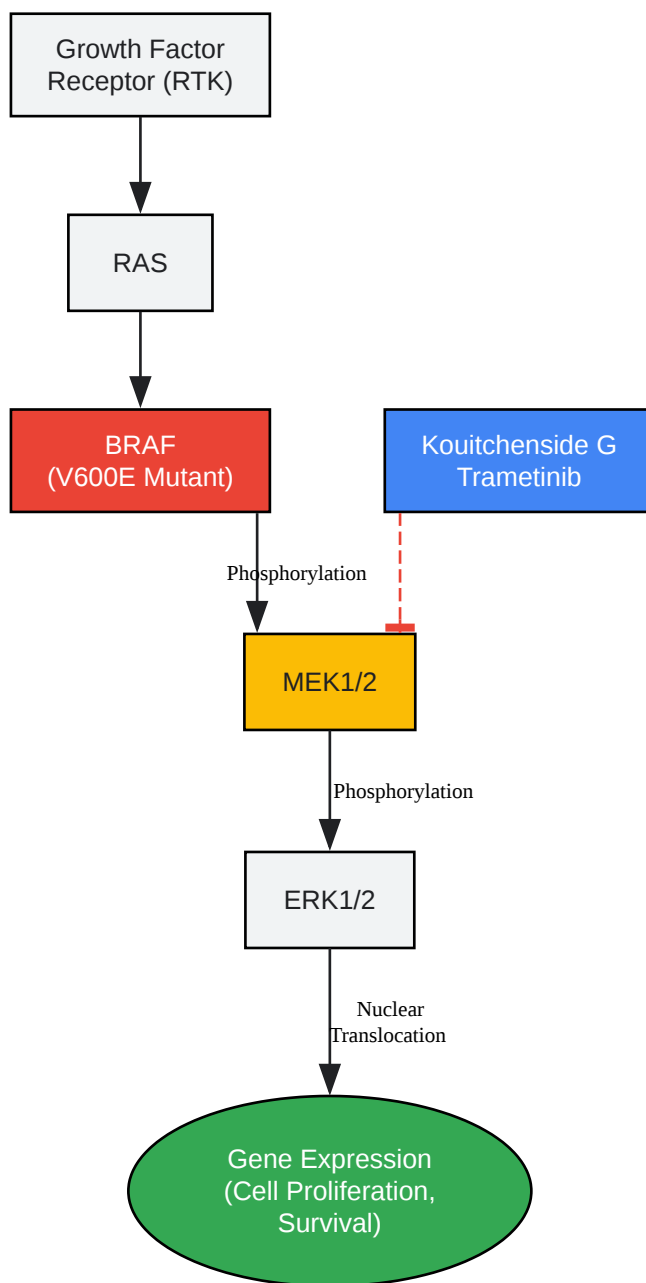 Growth Factor
Receptor (RTK)
RAS
BRAF
(V600E Mutant)
Kouitchenside G
Trametinib
Phosphorylation
MEK1/2
Phosphorylation
ERK1/2
Nuclear
Translocation
Gene Expression
(Cell Proliferation,
Survival)